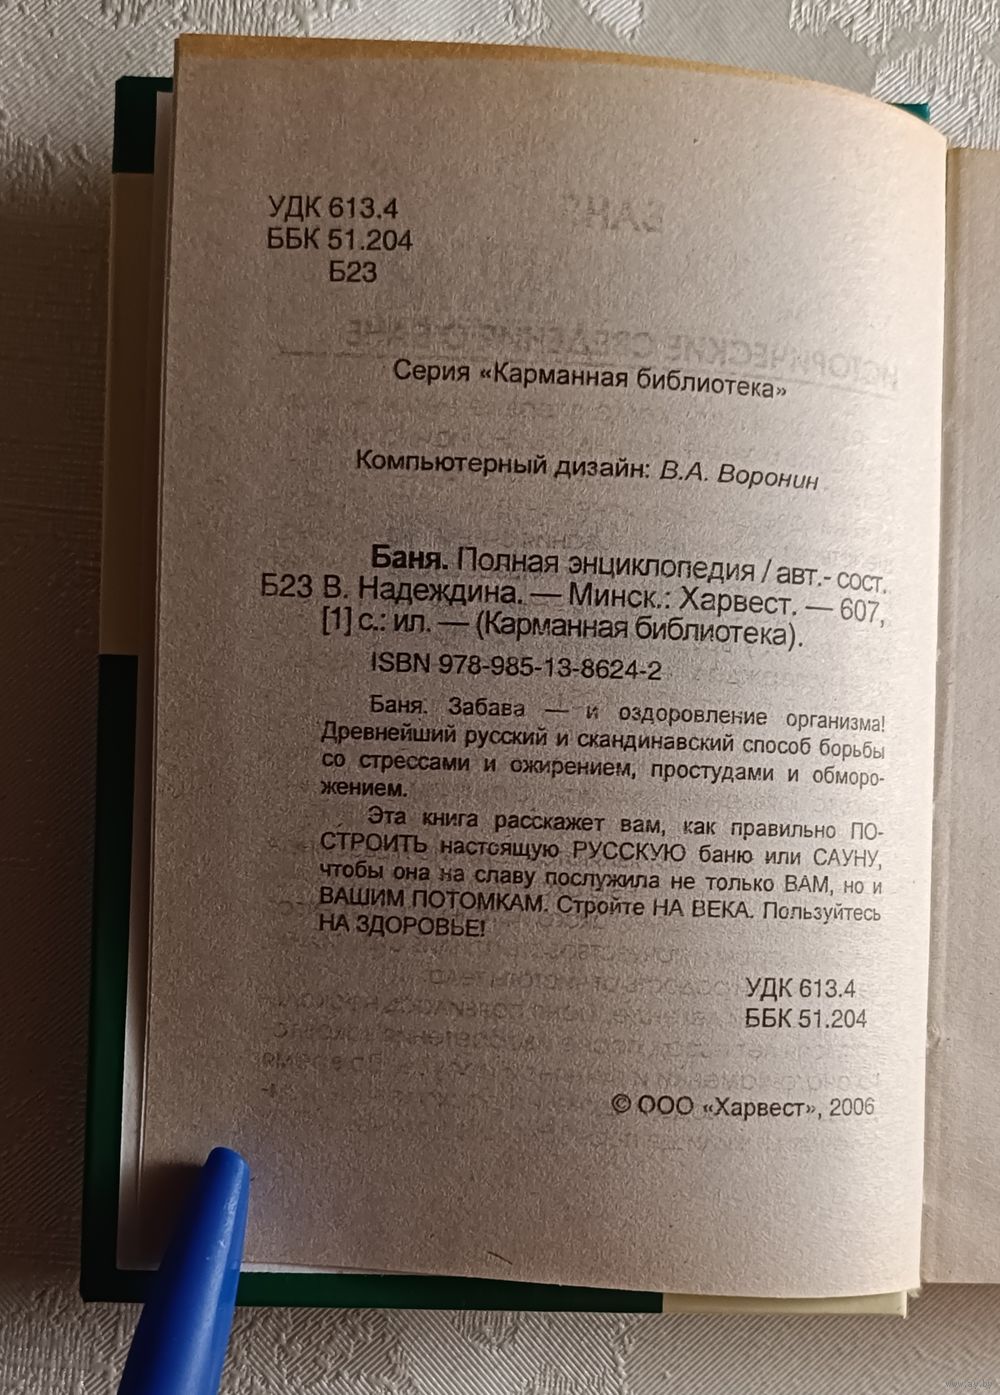 УДК 613.4
ББК 51.204
Б23
Серия «Карманная библиотека»
Компьютерный дизайн: В.А. Воронин
Баня. Полная энциклопедия / авт.- сост.
Б23 В. Надеждина. — Минск.: Харвест. — 607,
[1] с.: ил. — (Карманная библиотека).
ISBN 978-985-13-8624-2
Баня. Забава — и оздоровление организма!
Древнейший русский и скандинавский способ борьбы
со стрессами и ожирением, простудами и обморо-
жением.
Эта книга расскажет вам, как правильно ПО-
СТРОИТЬ настоящую РУССКУЮ баню или САУНУ,
чтобы она на славу послужила не только ВАМ, но и
ВАШИМ ПОТОМКАМ. Стройте НА ВЕКА. Пользуйтесь
НА ЗДОРОВЬЕ!
УДК 613.4
ББК 51.204
© ООО «Харвест», 2006
www.ay.by